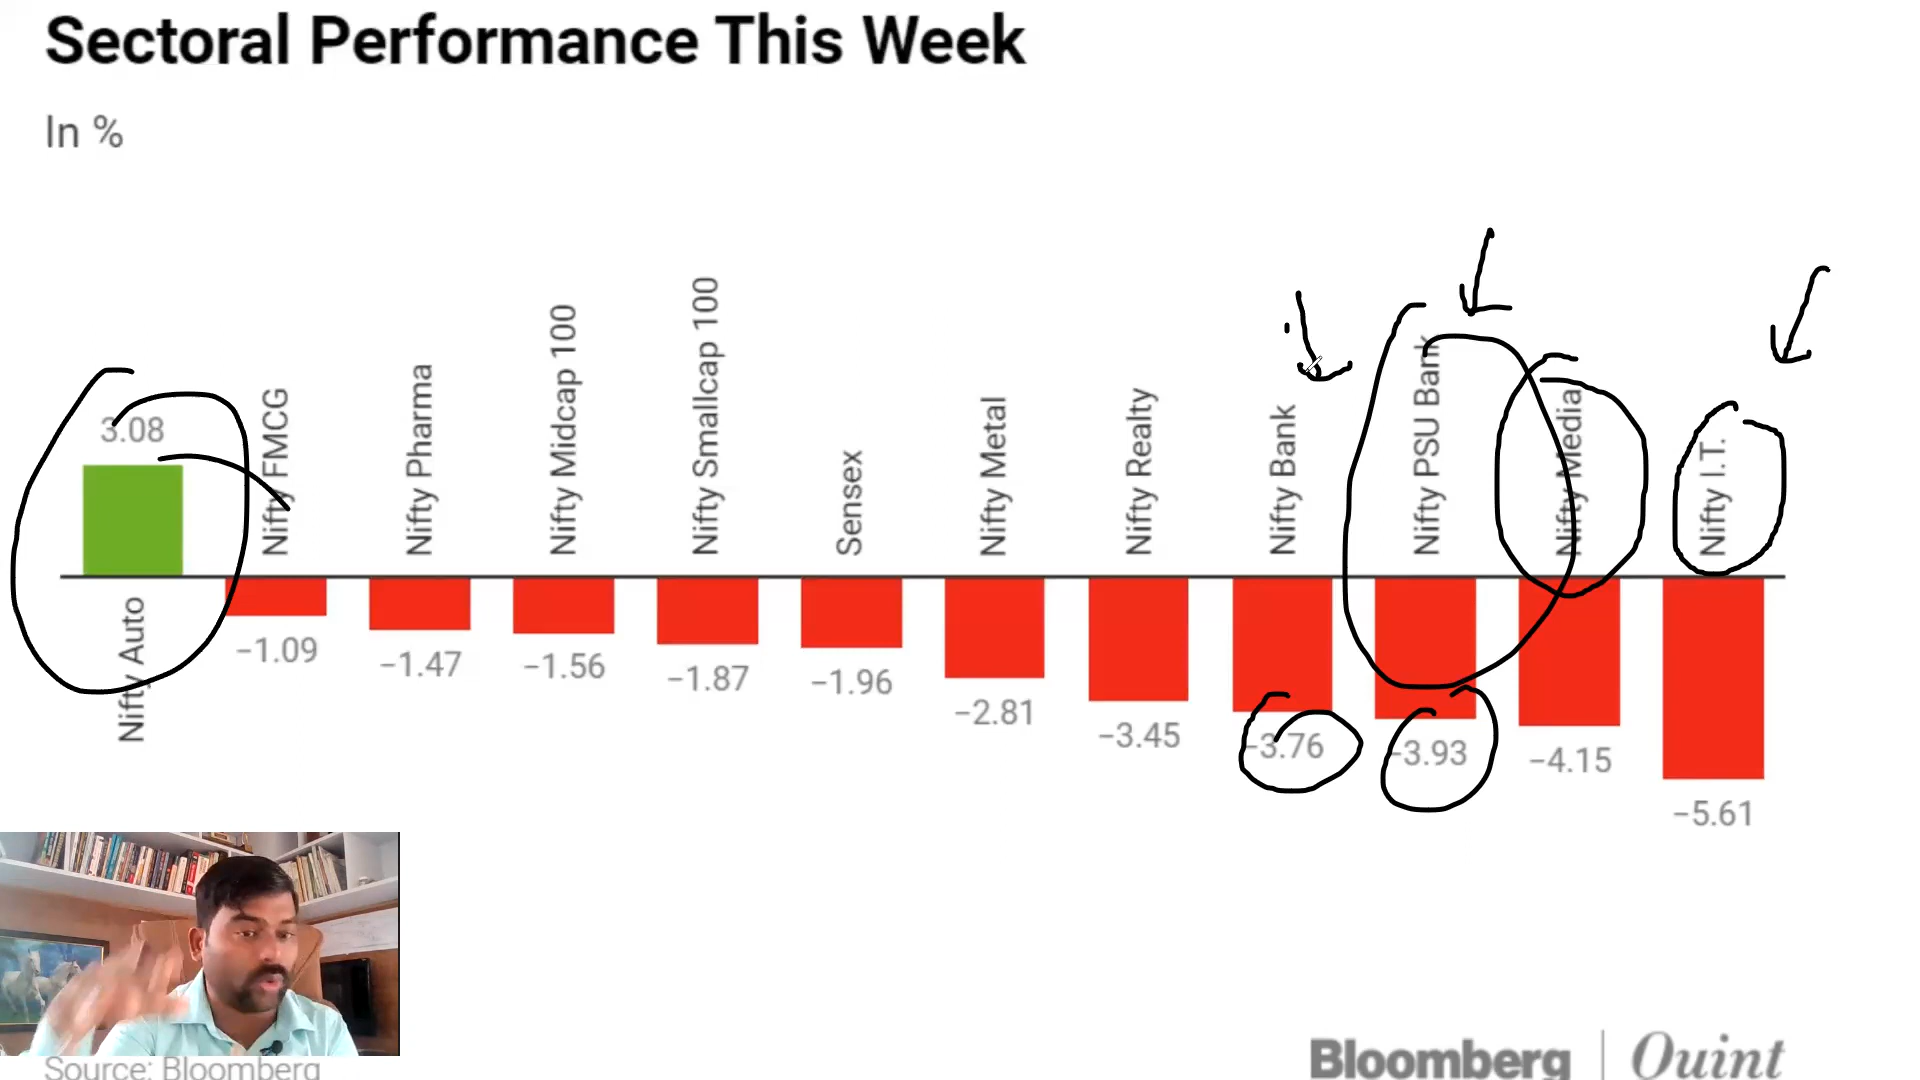 Sectoral Performance This Week
In %
3.08
Nifty Auto
Nifty FMCG
−1.09
Nifty Pharma
−1.47
Nifty Midcap 100
−1.56
Nifty Smallcap 100
−1.87
Sensex
−1.96
Nifty Metal
−2.81
Nifty Realty
−3.45
Nifty Bank
−3.76
Nifty PSU Bank
−3.93
Nifty Media
−4.15
Nifty I.T.
−5.61
Source: Bloomberg
Bloomberg | Quint